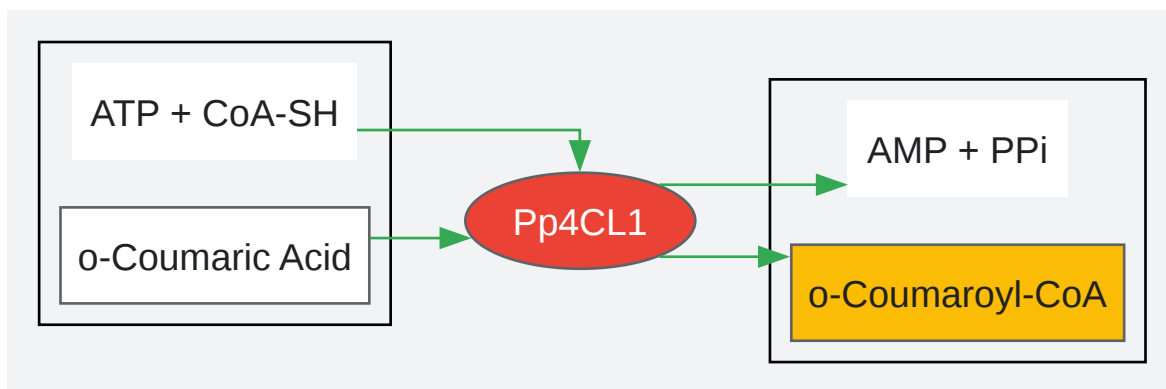 ATP + CoA-SH
o-Coumaric Acid
Pp4CL1
AMP + PPi
o-Coumaroyl-CoA